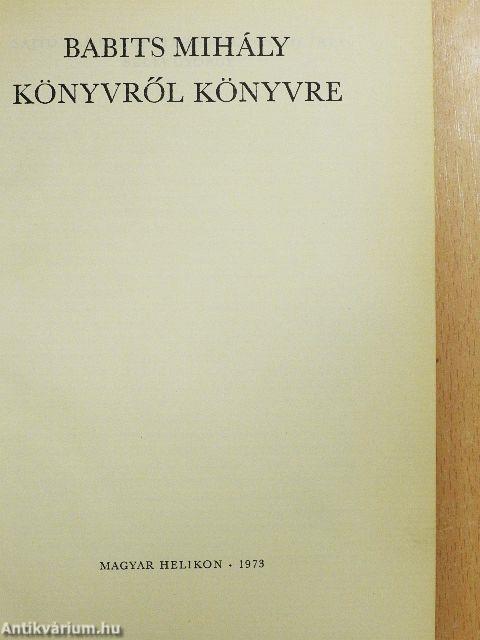 BABITS MIHÁLY
KÖNYVRŐL KÖNYVRE
MAGYAR HELIKON • 1973
Antikvárium.hu